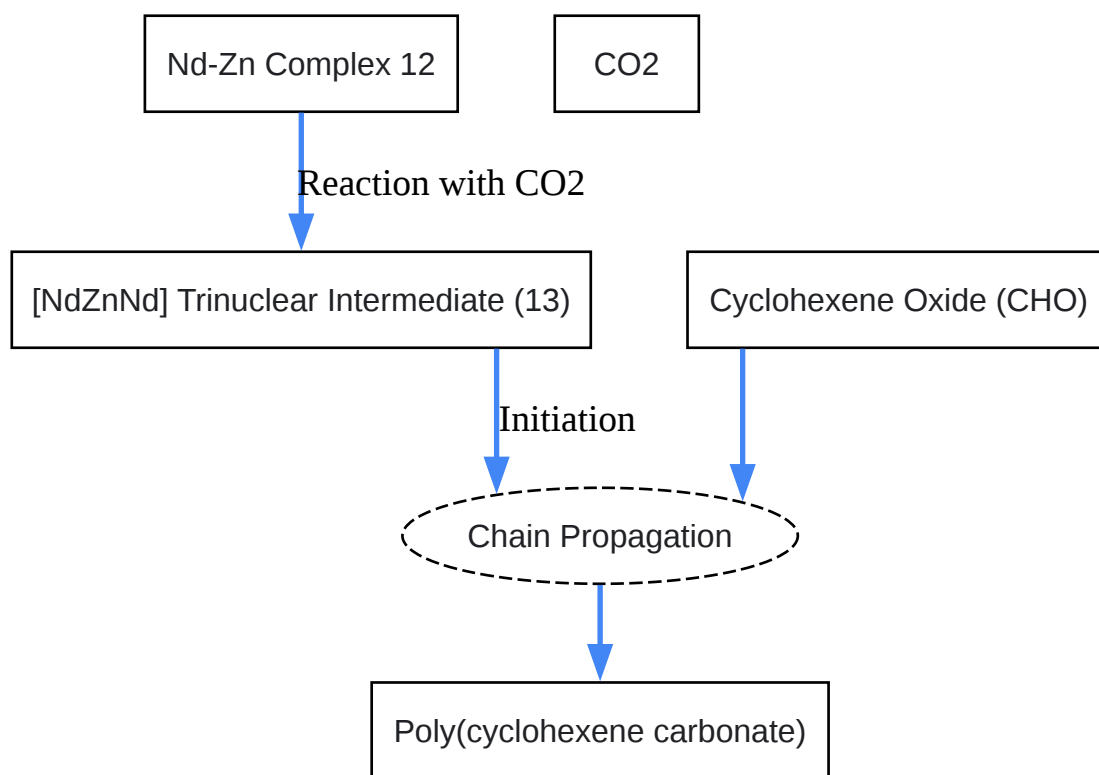 Nd-Zn Complex 12
CO2
Reaction with CO2
[NdZnNd] Trinuclear Intermediate (13)
Cyclohexene Oxide (CHO)
Initiation
Chain Propagation
Poly(cyclohexene carbonate)